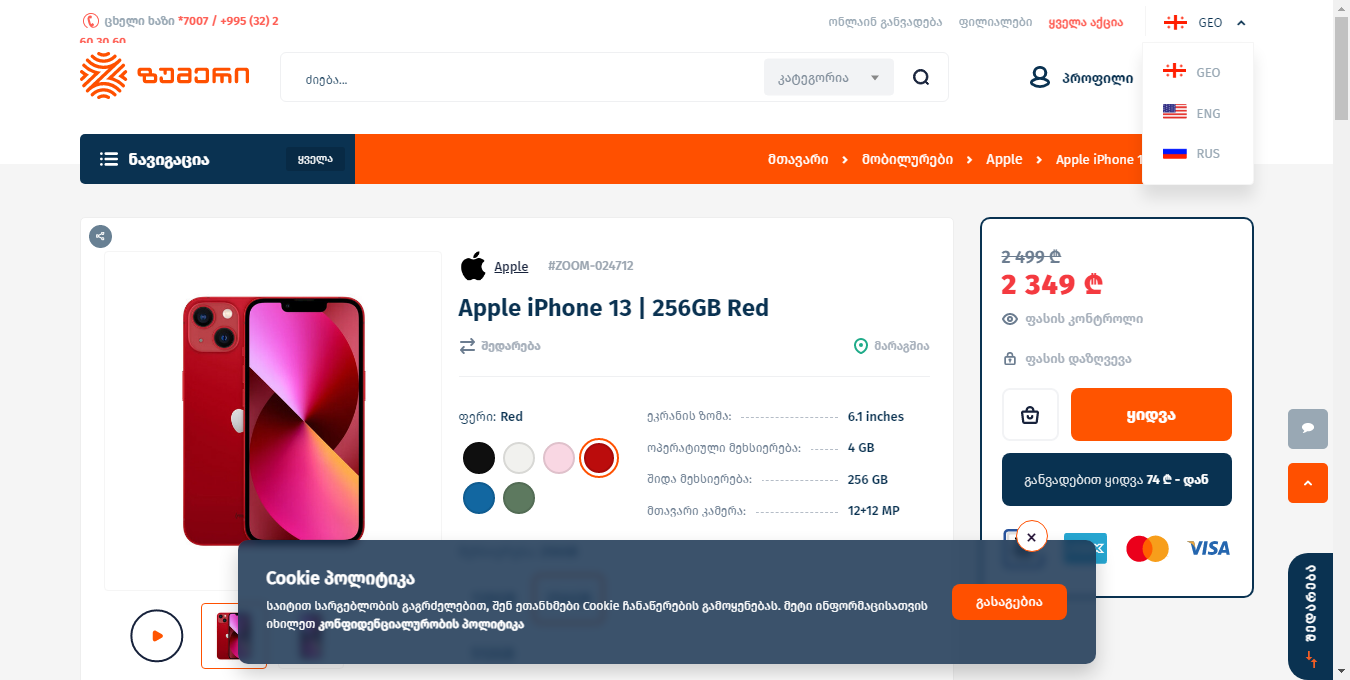 ცხელი ხაზი *7007 / +995 (32) 2
60 30 60
ონლაინ განვადება
ფილიალები
ყველა აქცია
GEO
ზუმერი
ძიება...
კატეგორია
პროფილი
GEO
ENG
RUS
ნავიგაცია
ყველა
მთავარი
მობილურები
Apple
Apple iPhone 1
2 499 ₾
2 349 ₾
ფასის კონტროლი
ფასის დაზღვევა
ყიდვა
განვადებით ყიდვა 74 ₾ - დან
VISA
Apple
#ZOOM-024712
Apple iPhone 13 | 256GB Red
შედარება
მარაგშია
ფერი: Red
ეკრანის ზომა:
6.1 inches
ოპერატიული მეხსიერება:
4 GB
შიდა მეხსიერება:
256 GB
მთავარი კამერა:
12+12 MP
Cookie პოლიტიკა
საიტით სარგებლობის გაგრძელებით, შენ ეთანხმები Cookie ჩანაწერების გამოყენებას. მეტი ინფორმაციისათვის
იხილეთ კონფიდენციალურობის პოლიტიკა
გასაგებია
შედარება